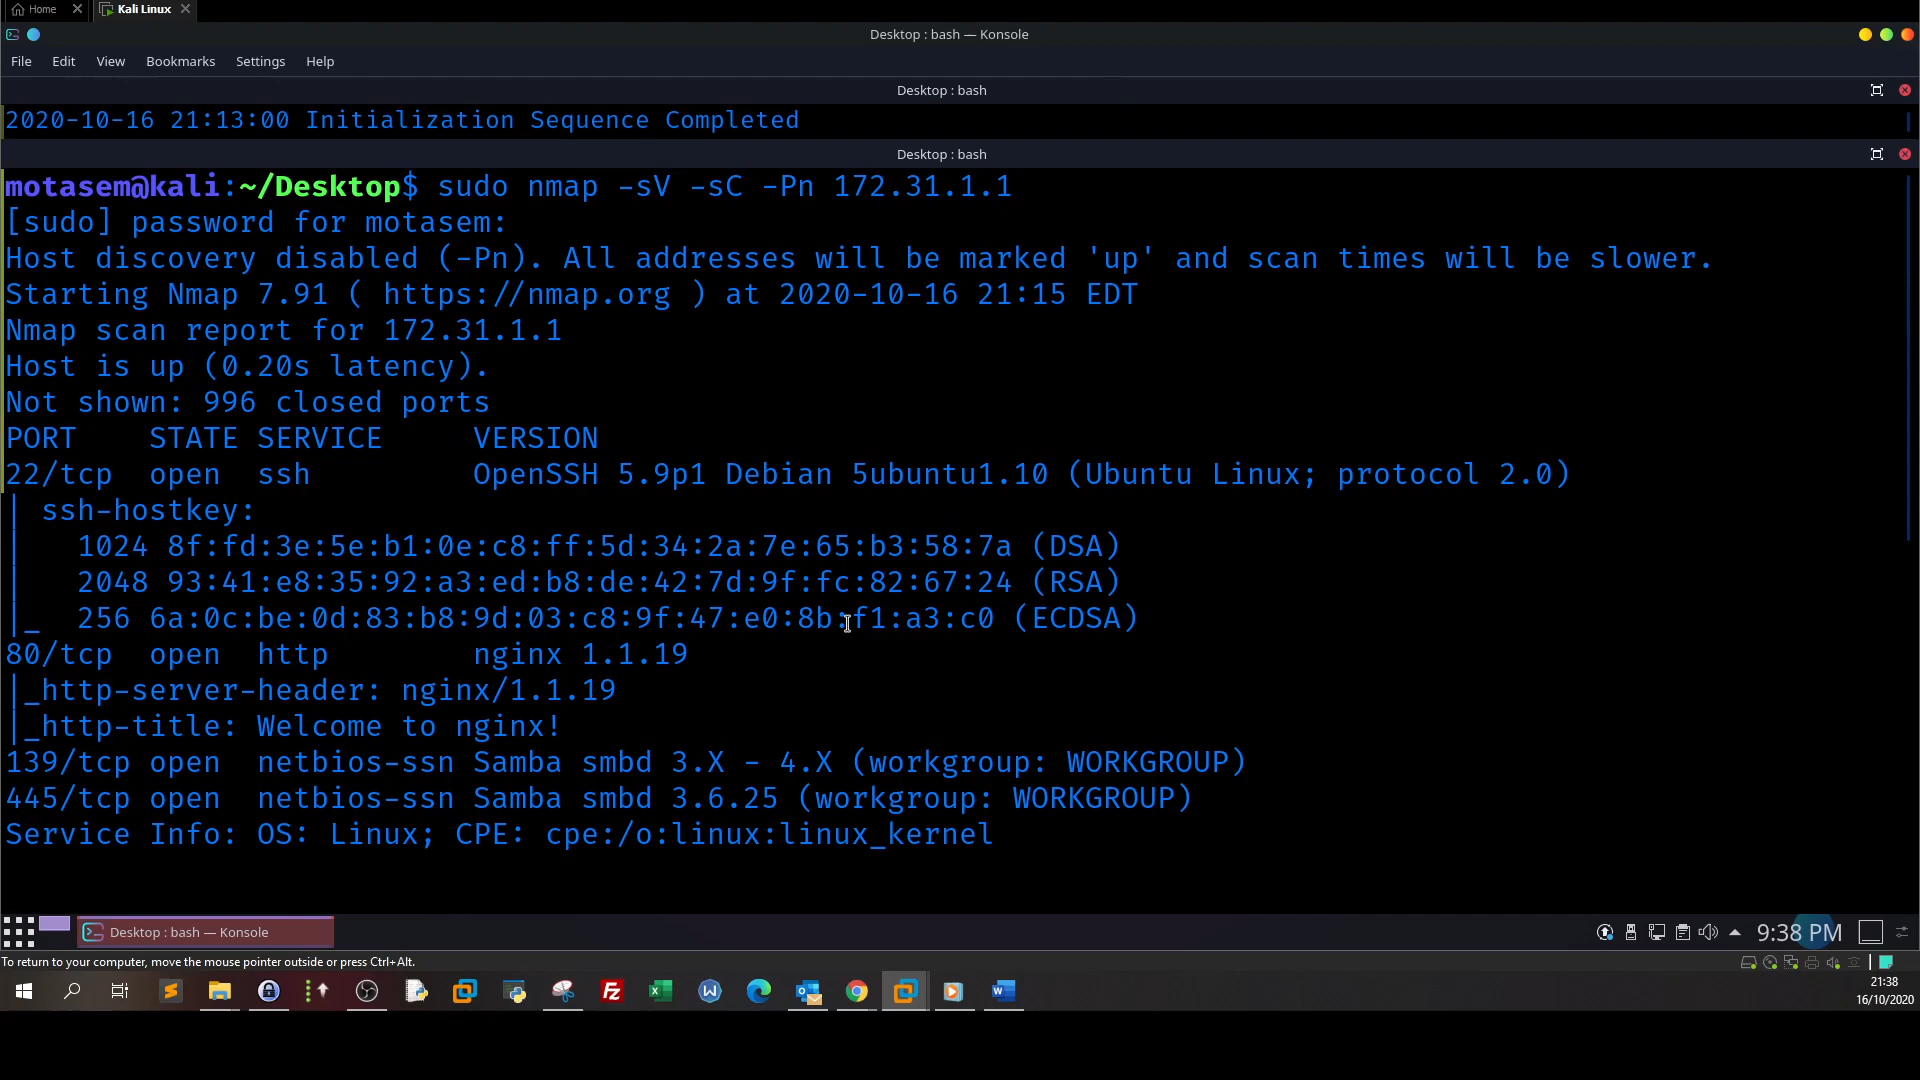 Home
Kali Linux
Desktop : bash — Konsole
File Edit View Bookmarks Settings Help
Desktop : bash
2020-10-16 21:13:00 Initialization Sequence Completed
Desktop : bash
motasem@kali:~/Desktop$ sudo nmap -sV -sC -Pn 172.31.1.1
[sudo] password for motasem:
Host discovery disabled (-Pn). All addresses will be marked 'up' and scan times will be slower.
Starting Nmap 7.91 ( https://nmap.org ) at 2020-10-16 21:15 EDT
Nmap scan report for 172.31.1.1
Host is up (0.20s latency).
Not shown: 996 closed ports
PORT    STATE SERVICE     VERSION
22/tcp  open  ssh         OpenSSH 5.9p1 Debian 5ubuntu1.10 (Ubuntu Linux; protocol 2.0)
| ssh-hostkey:
|   1024 8f:fd:3e:5e:b1:0e:c8:ff:5d:34:2a:7e:65:b3:58:7a (DSA)
|   2048 93:41:e8:35:92:a3:ed:b8:de:42:7d:9f:fc:82:67:24 (RSA)
|_  256 6a:0c:be:0d:83:b8:9d:03:c8:9f:47:e0:8b:f1:a3:c0 (ECDSA)
80/tcp  open  http        nginx 1.1.19
|_http-server-header: nginx/1.1.19
|_http-title: Welcome to nginx!
139/tcp open  netbios-ssn Samba smbd 3.X - 4.X (workgroup: WORKGROUP)
445/tcp open  netbios-ssn Samba smbd 3.6.25 (workgroup: WORKGROUP)
Service Info: OS: Linux; CPE: cpe:/o:linux:linux_kernel
Desktop : bash — Konsole
9:38 PM
To return to your computer, move the mouse pointer outside or press Ctrl+Alt.
21:38
16/10/2020